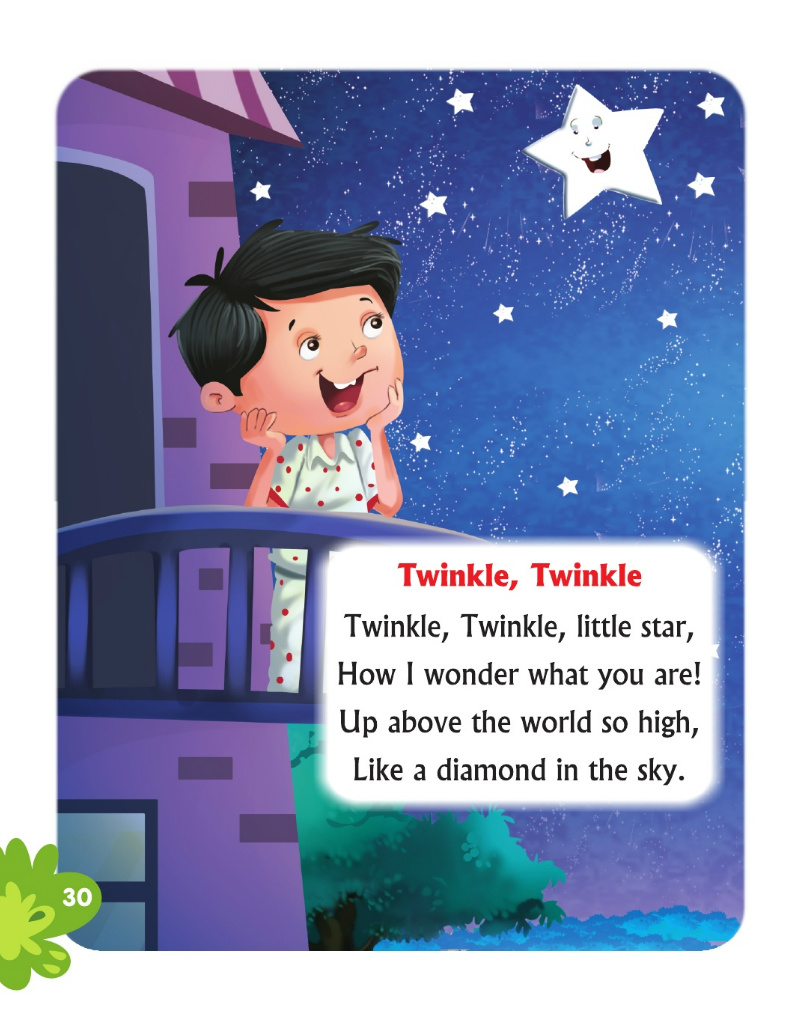 Twinkle, Twinkle
Twinkle, Twinkle, little star,
How I wonder what you are!
Up above the world so high,
Like a diamond in the sky.
30